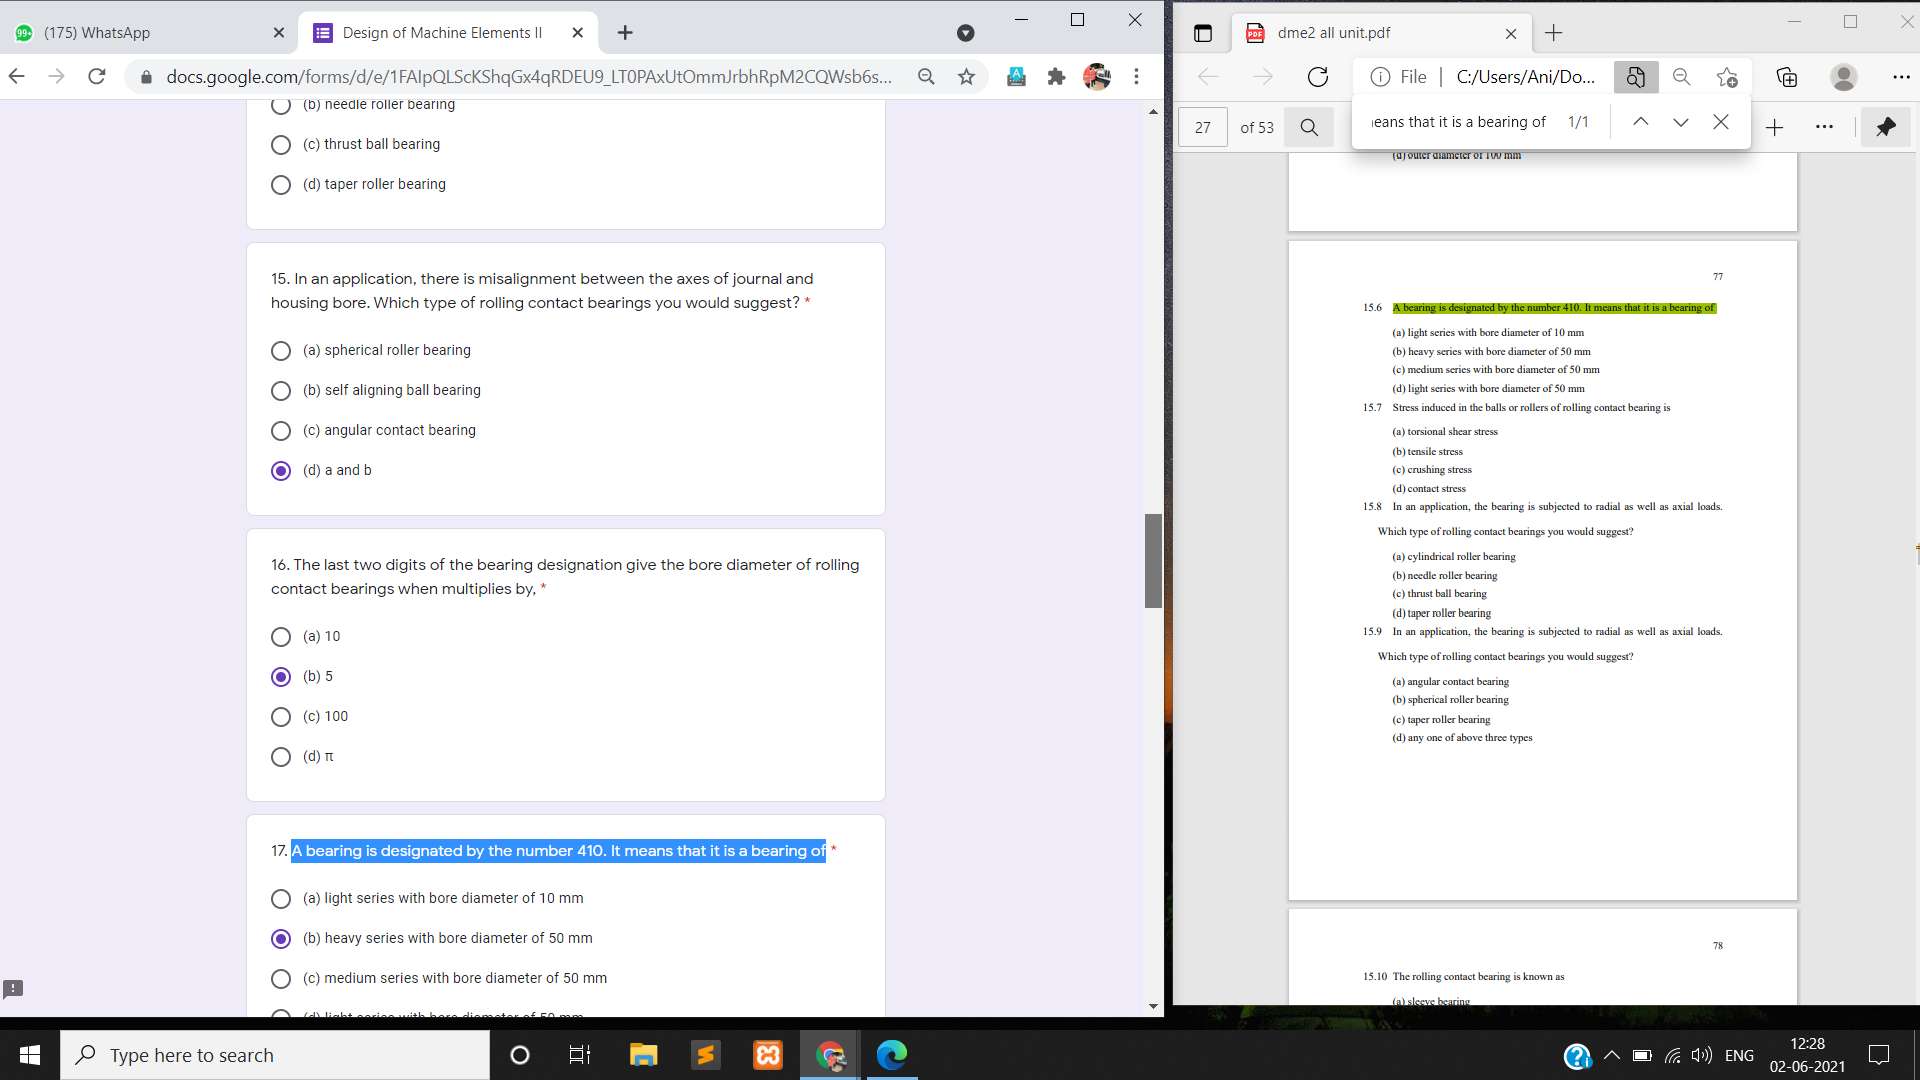 99+ (175) WhatsApp
Design of Machine Elements II
docs.google.com/forms/d/e/1FAIpQLScKShqGx4qRDEU9_LT0PAxUtOmmJrbhRpM2CQWsb6s...
(b) needle roller bearing
(c) thrust ball bearing
(d) taper roller bearing
15. In an application, there is misalignment between the axes of journal and
housing bore. Which type of rolling contact bearings you would suggest? *
(a) spherical roller bearing
(b) self aligning ball bearing
(c) angular contact bearing
(d) a and b
16. The last two digits of the bearing designation give the bore diameter of rolling
contact bearings when multiplies by, *
(a) 10
(b) 5
(c) 100
(d) π
17. A bearing is designated by the number 410. It means that it is a bearing of *
(a) light series with bore diameter of 10 mm
(b) heavy series with bore diameter of 50 mm
(c) medium series with bore diameter of 50 mm
(d) light series with bore diameter of 50 mm
PDF dme2 all unit.pdf
File | C:/Users/Ani/Do...
27 of 53
eans that it is a bearing of 1/1
(d) outer diameter of 100 mm
77
15.6 A bearing is designated by the number 410. It means that it is a bearing of
(a) light series with bore diameter of 10 mm
(b) heavy series with bore diameter of 50 mm
(c) medium series with bore diameter of 50 mm
(d) light series with bore diameter of 50 mm
15.7 Stress induced in the balls or rollers of rolling contact bearing is
(a) torsional shear stress
(b) tensile stress
(c) crushing stress
(d) contact stress
15.8 In an application, the bearing is subjected to radial as well as axial loads.
Which type of rolling contact bearings you would suggest?
(a) cylindrical roller bearing
(b) needle roller bearing
(c) thrust ball bearing
(d) taper roller bearing
15.9 In an application, the bearing is subjected to radial as well as axial loads.
Which type of rolling contact bearings you would suggest?
(a) angular contact bearing
(b) spherical roller bearing
(c) taper roller bearing
(d) any one of above three types
78
15.10 The rolling contact bearing is known as
(a) sleeve bearing
Type here to search
ENG
12:28
02-06-2021